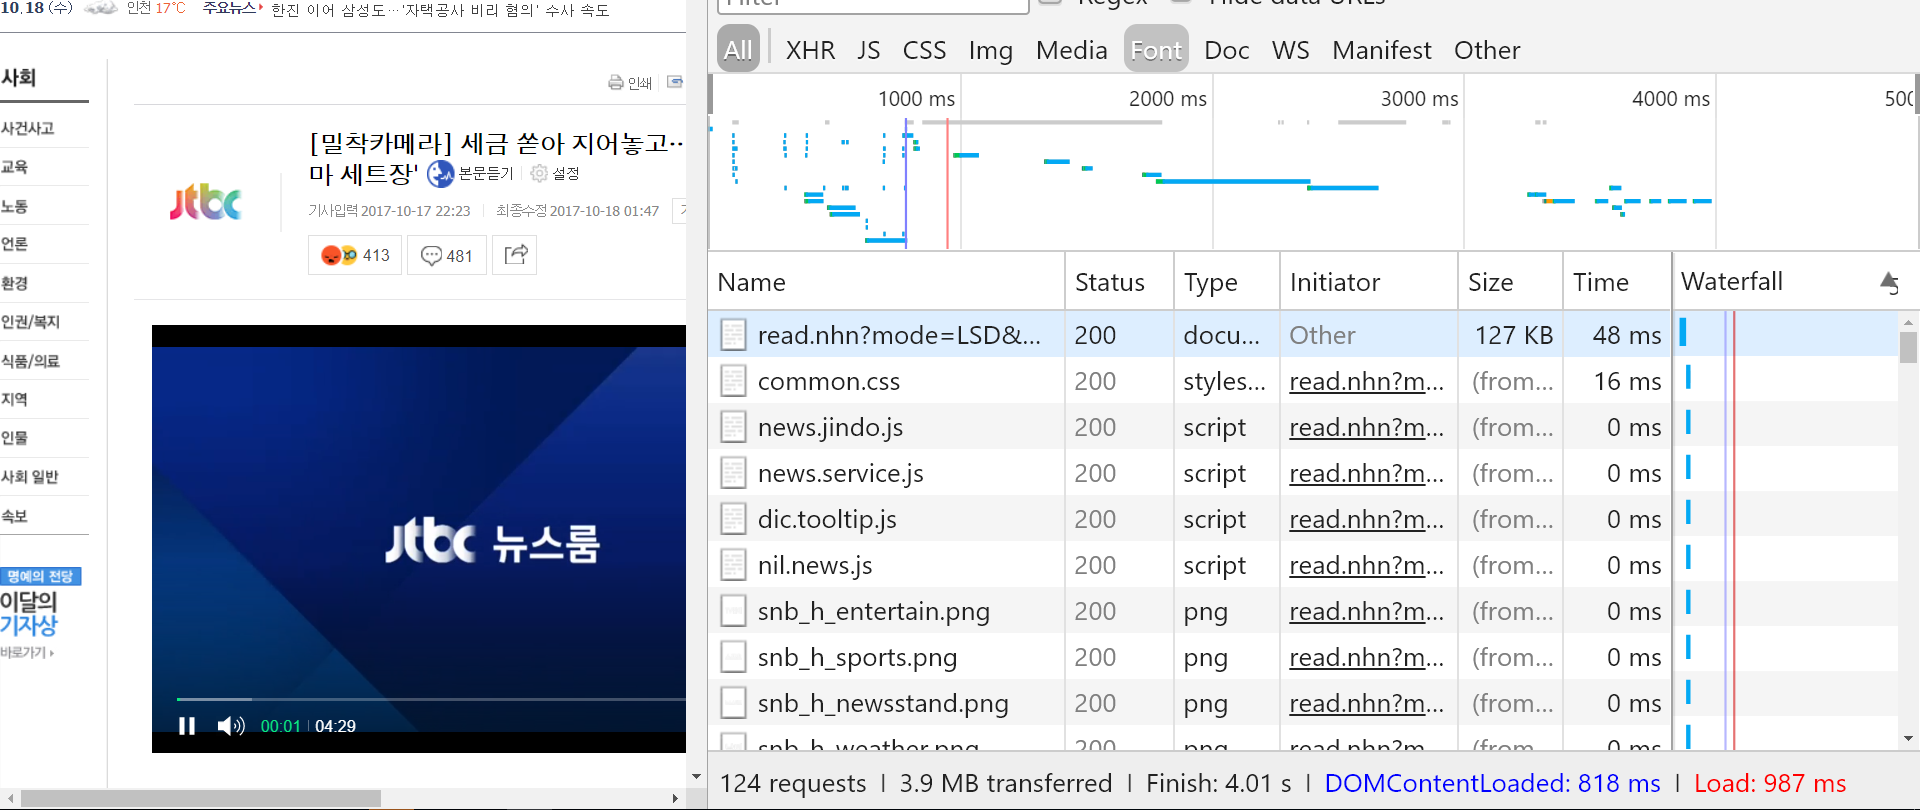 10.18 (수) 인천 17°C 주요뉴스 한진 이어 삼성도…'자택공사 비리 혐의' 수사 속도
사회
사건사고
교육
노동
언론
환경
인권/복지
식품/의료
지역
인물
사회 일반
속보
명예의 전당
이달의
기자상
바로가기
인쇄
jtbc
[밀착카메라] 세금 쏟아 지어놓고…
마 세트장' 본문듣기 설정
기사입력 2017-10-17 22:23 최종수정 2017-10-18 01:47
413 481
jtbc 뉴스룸
00:01 04:29
Filter Regex Hide data URLs
All XHR JS CSS Img Media Font Doc WS Manifest Other
1000 ms 2000 ms 3000 ms 4000 ms 500
Name Status Type Initiator Size Time Waterfall
read.nhn?mode=LSD&... 200 docu... Other 127 KB 48 ms
common.css 200 styles... read.nhn?m... (from... 16 ms
news.jindo.js 200 script read.nhn?m... (from... 0 ms
news.service.js 200 script read.nhn?m... (from... 0 ms
dic.tooltip.js 200 script read.nhn?m... (from... 0 ms
nil.news.js 200 script read.nhn?m... (from... 0 ms
snb_h_entertain.png 200 png read.nhn?m... (from... 0 ms
snb_h_sports.png 200 png read.nhn?m... (from... 0 ms
snb_h_newsstand.png 200 png read.nhn?m... (from... 0 ms
snb_h_weather.png 200 png read.nhn?m... (from... 0 ms
124 requests | 3.9 MB transferred | Finish: 4.01 s | DOMContentLoaded: 818 ms | Load: 987 ms